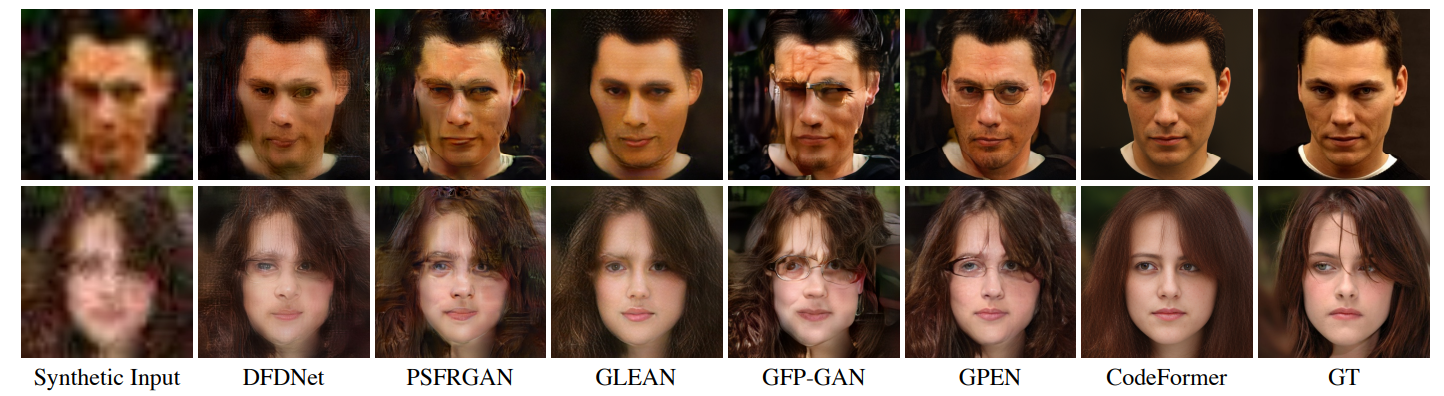 Synthetic Input DFDNet PSFRGAN GLEAN GFP-GAN GPEN CodeFormer GT